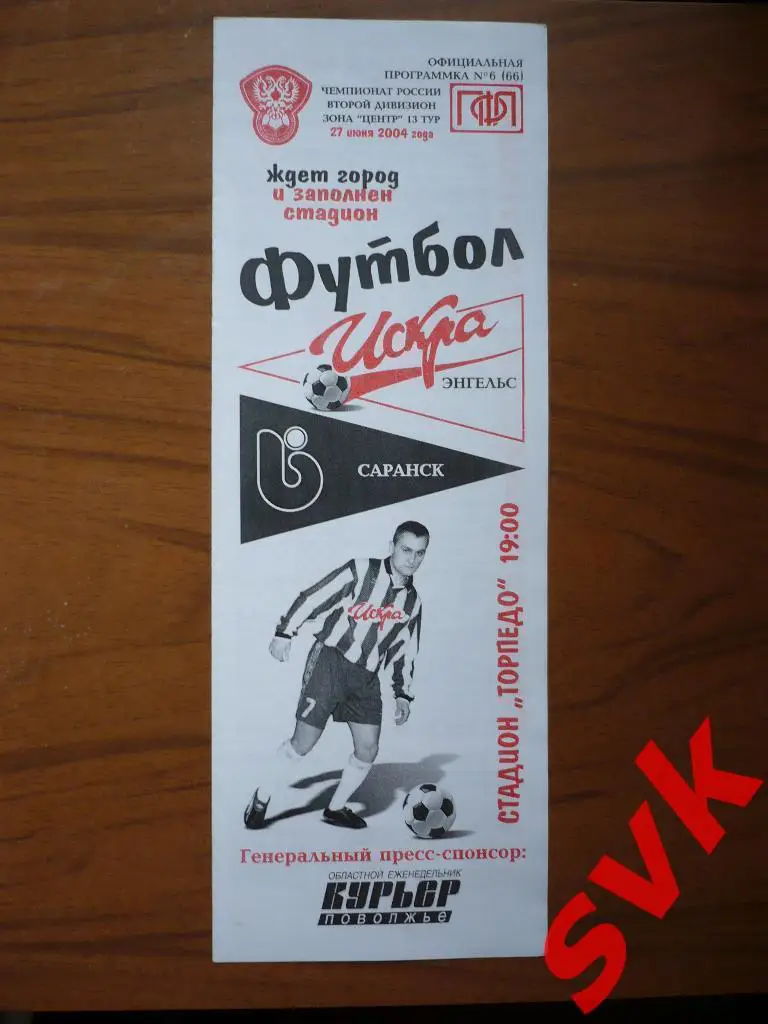 ОФИЦИАЛЬНАЯ
ПРОГРАММКА №6 (66)
ЧЕМПИОНАТ РОССИИ
ВТОРОЙ ДИВИЗИОН
ЗОНА "ЦЕНТР" 13 ТУР
27 июня 2004 года
ПФЛ
ждет город
и заполнен
стадион
Футбол
Искра
ЭНГЕЛЬС
САРАНСК
Искра
7
СТАДИОН „ТОРПЕДО" 19:00
Генеральный пресс-спонсор:
ОБЛАСТНОЙ ЕЖЕНЕДЕЛЬНИК
КУРЬЕР
ПОВОЛЖЬЕ
SVK